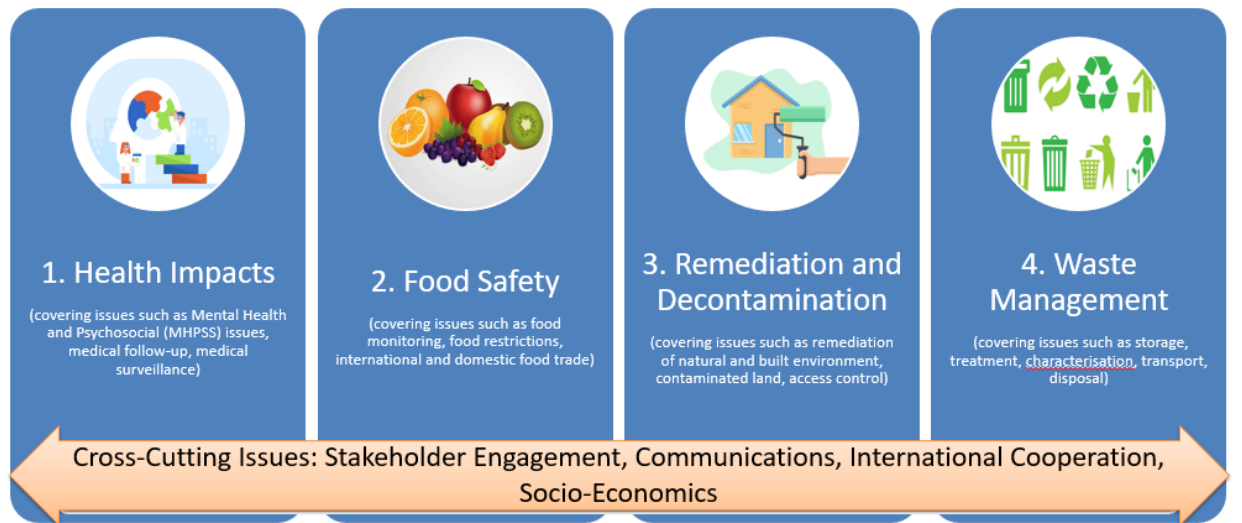 1. Health Impacts
(covering issues such as Mental Health
and Psychosocial (MHPSS) issues,
medical follow-up, medical
surveillance)
2. Food Safety
(covering issues such as food
monitoring, food restrictions,
international and domestic food trade)
3. Remediation and
Decontamination
(covering issues such as remediation
of natural and built environment,
contaminated land, access control)
4. Waste
Management
(covering issues such as storage,
treatment, characterisation, transport,
disposal)
Cross-Cutting Issues: Stakeholder Engagement, Communications, International Cooperation,
Socio-Economics